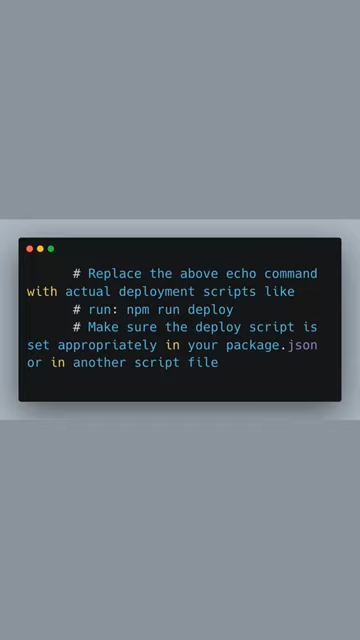 # Replace the above echo command
with actual deployment scripts like
# run: npm run deploy
# Make sure the deploy script is
set appropriately in your package.json
or in another script file